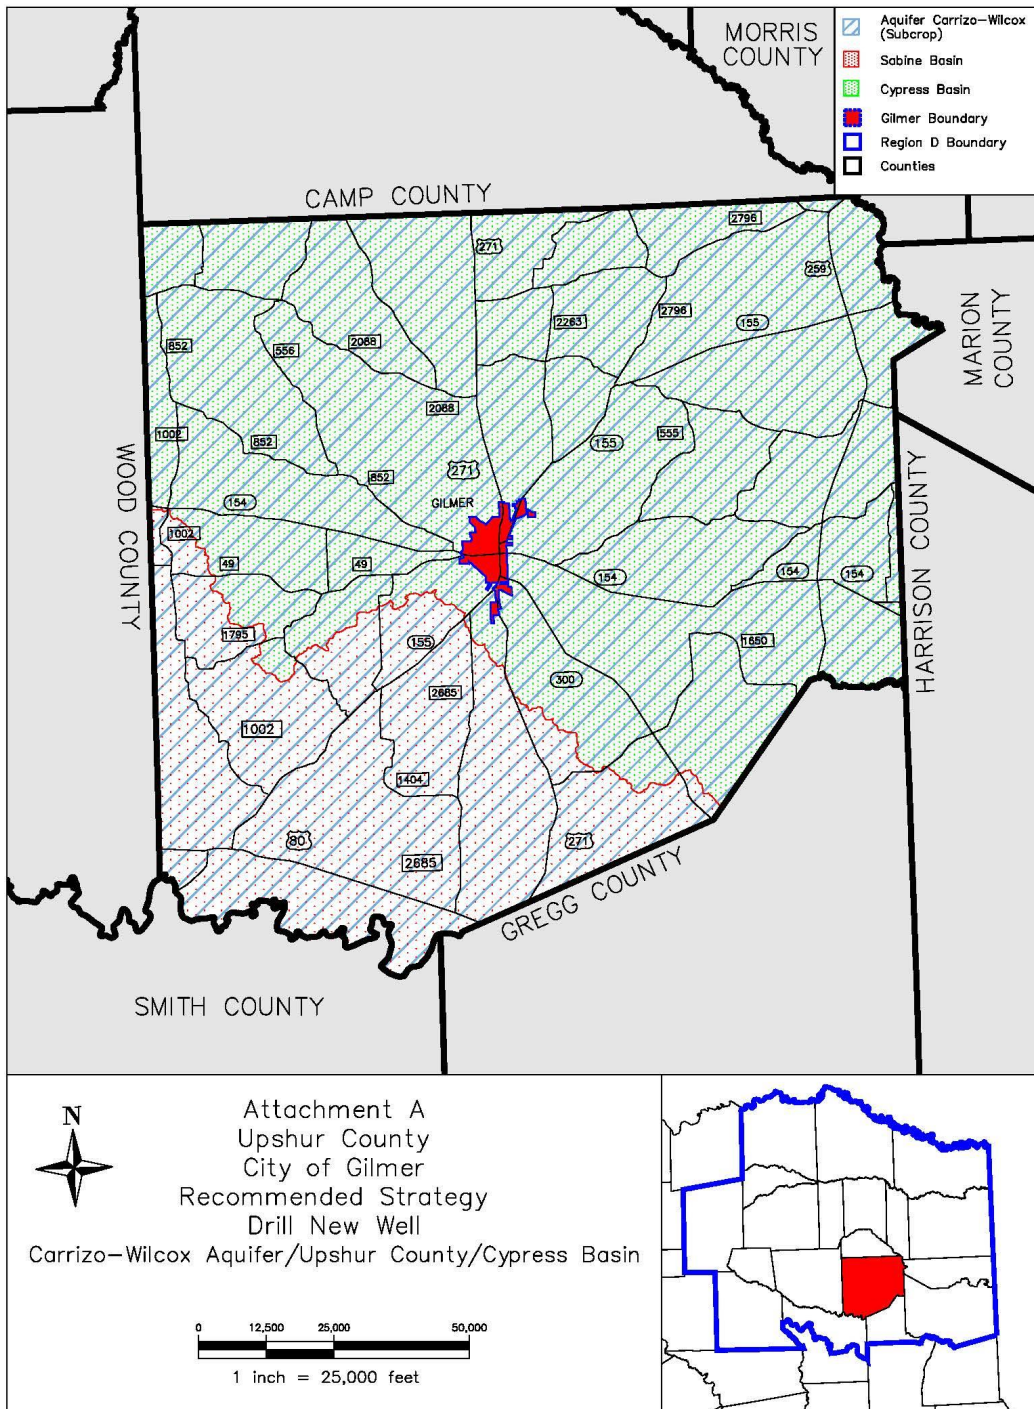 MORRIS
COUNTY
Aquifer Carrizo-Wilcox
(Subcrop)
Sabine Basin
Cypress Basin
Gilmer Boundary
Region D Boundary
Counties
CAMP COUNTY
2796
271
259
2263
2796
155
MARION
COUNTY
852
556
2088
2088
1002
852
155
555
271
852
WOOD COUNTY
154
GILMER
HARRISON COUNTY
1002
49
49
154
154
154
1795
155
1650
300
2685
1002
1404
80
271
2685
GREGG COUNTY
SMITH COUNTY
N
Attachment A
Upshur County
City of Gilmer
Recommended Strategy
Drill New Well
Carrizo-Wilcox Aquifer/Upshur County/Cypress Basin
0 12,500 25,000 50,000
1 inch = 25,000 feet